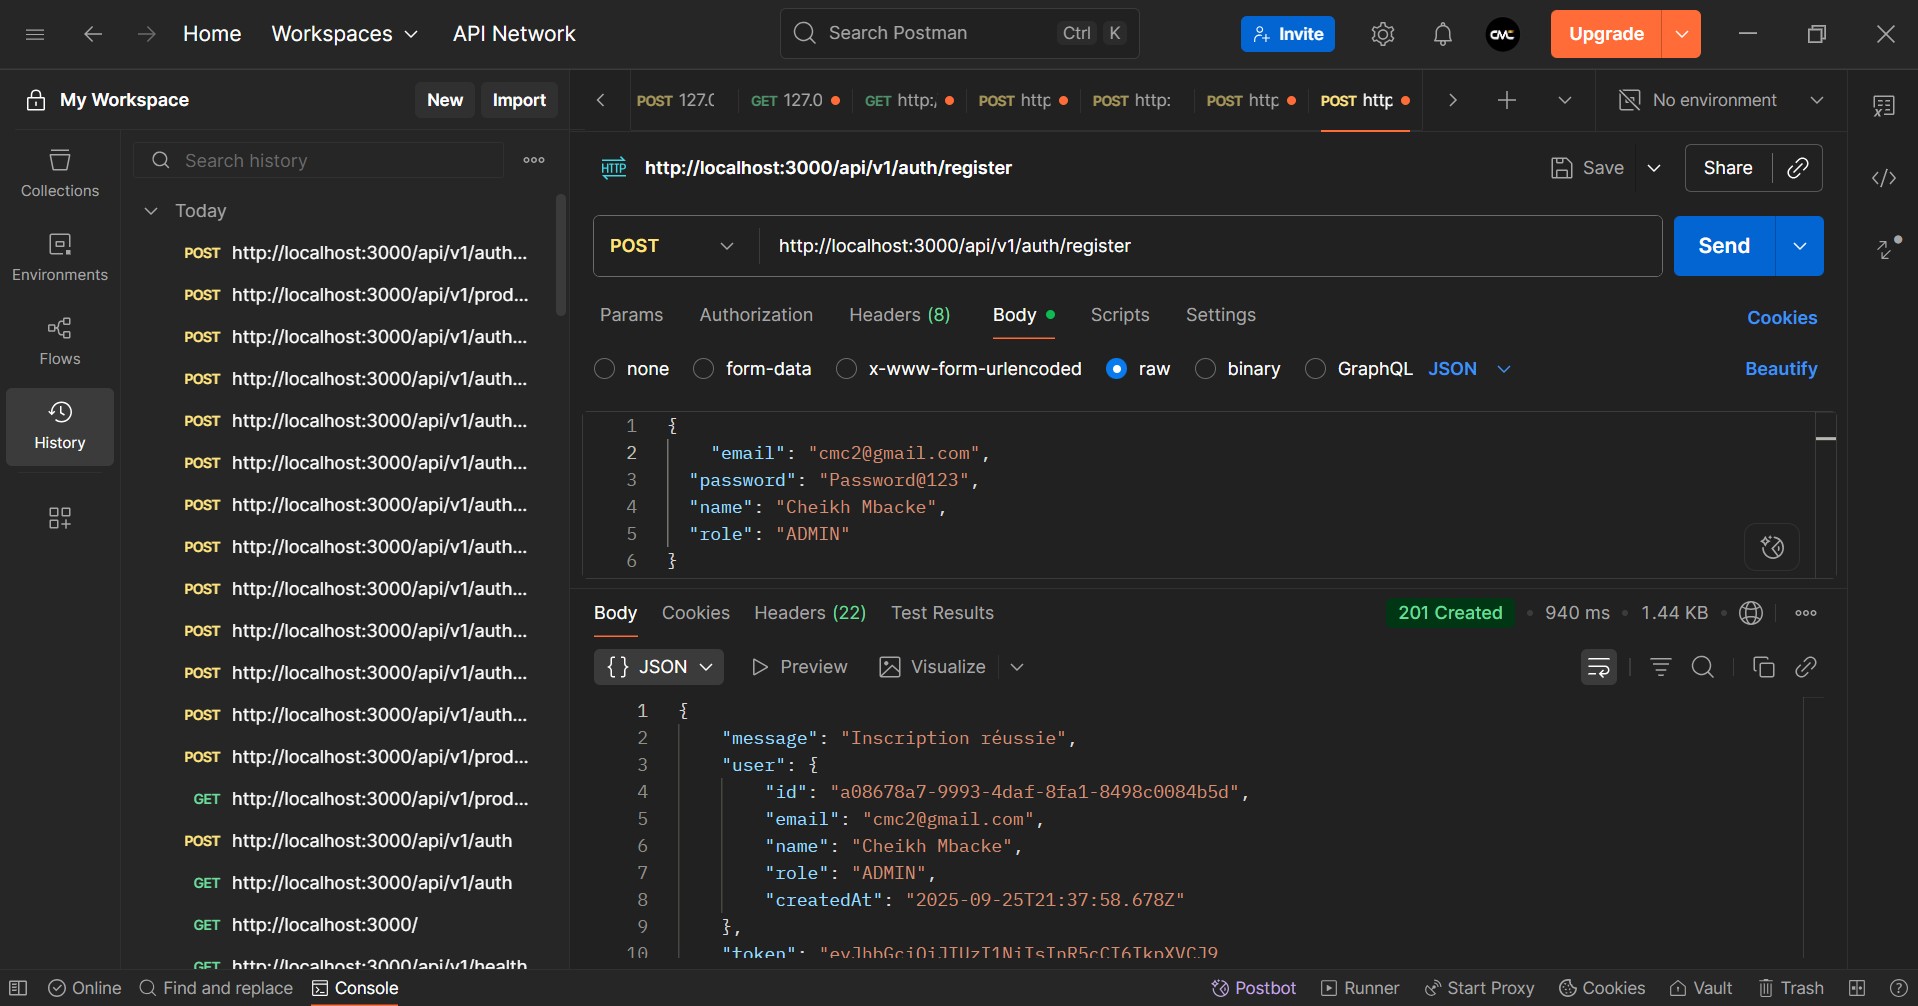 Home Workspaces API Network Search Postman Ctrl K Invite CMC Upgrade
My Workspace New Import
POST 127.0 GET 127.0 GET http:/ POST http POST http: POST http POST http No environment
Search history
http://localhost:3000/api/v1/auth/register Save Share
Collections
Environments
Flows
History
Today
POST http://localhost:3000/api/v1/auth...
POST http://localhost:3000/api/v1/prod...
POST http://localhost:3000/api/v1/auth...
POST http://localhost:3000/api/v1/auth...
POST http://localhost:3000/api/v1/auth...
POST http://localhost:3000/api/v1/auth...
POST http://localhost:3000/api/v1/auth...
POST http://localhost:3000/api/v1/auth...
POST http://localhost:3000/api/v1/auth...
POST http://localhost:3000/api/v1/auth...
POST http://localhost:3000/api/v1/auth...
POST http://localhost:3000/api/v1/auth...
POST http://localhost:3000/api/v1/prod...
GET http://localhost:3000/api/v1/prod...
POST http://localhost:3000/api/v1/auth
GET http://localhost:3000/api/v1/auth
GET http://localhost:3000/
GET http://localhost:3000/api/v1/health
POST http://localhost:3000/api/v1/auth/register Send
Params Authorization Headers (8) Body Scripts Settings Cookies
none form-data x-www-form-urlencoded raw binary GraphQL JSON Beautify
1 {
2 "email": "cmc2@gmail.com",
3 "password": "Password@123",
4 "name": "Cheikh Mbacke",
5 "role": "ADMIN"
6 }
Body Cookies Headers (22) Test Results 201 Created 940 ms 1.44 KB
{} JSON Preview Visualize
1 {
2 "message": "Inscription réussie",
3 "user": {
4 "id": "a08678a7-9993-4daf-8fa1-8498c0084b5d",
5 "email": "cmc2@gmail.com",
6 "name": "Cheikh Mbacke",
7 "role": "ADMIN",
8 "createdAt": "2025-09-25T21:37:58.678Z"
9 },
10 "token": "eyJhbGciOiJIUzI1NiIsInR5cCI6IkpXVCJ9
Online Find and replace Console Postbot Runner Start Proxy Cookies Vault Trash